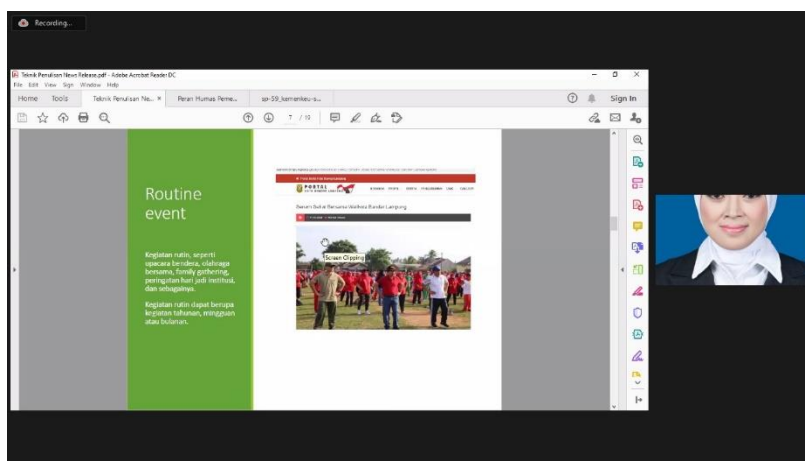 Recording...
Teknik Penulisan News Release.pdf - Adobe Acrobat Reader DC
File Edit View Sign Window Help
Home Tools Teknik Penulisan Ne... × Peran Humas Peme... sp-59_kemenkeu-s...
Sign In
7 / 19
Routine
event
Kegiatan rutin, seperti
upacara bendera, olahraga
bersama, family gathering,
peringatan hari jadi institusi,
dan sebagainya.
Kegiatan rutin dapat berupa
kegiatan tahunan, mingguan
atau bulanan.
PORTAL
Senam Sehat Bersama Walikota Bandar Lampung
Screen Clipping